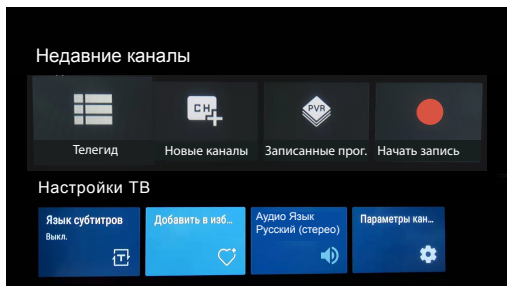 Недавние каналы
CH+
PVR
Телегид
Новые каналы
Записанные прог.
Начать запись
Настройки ТВ
Язык субтитров
Выкл.
Добавить в изб...
Аудио Язык
Русский (стерео)
Параметры кан...